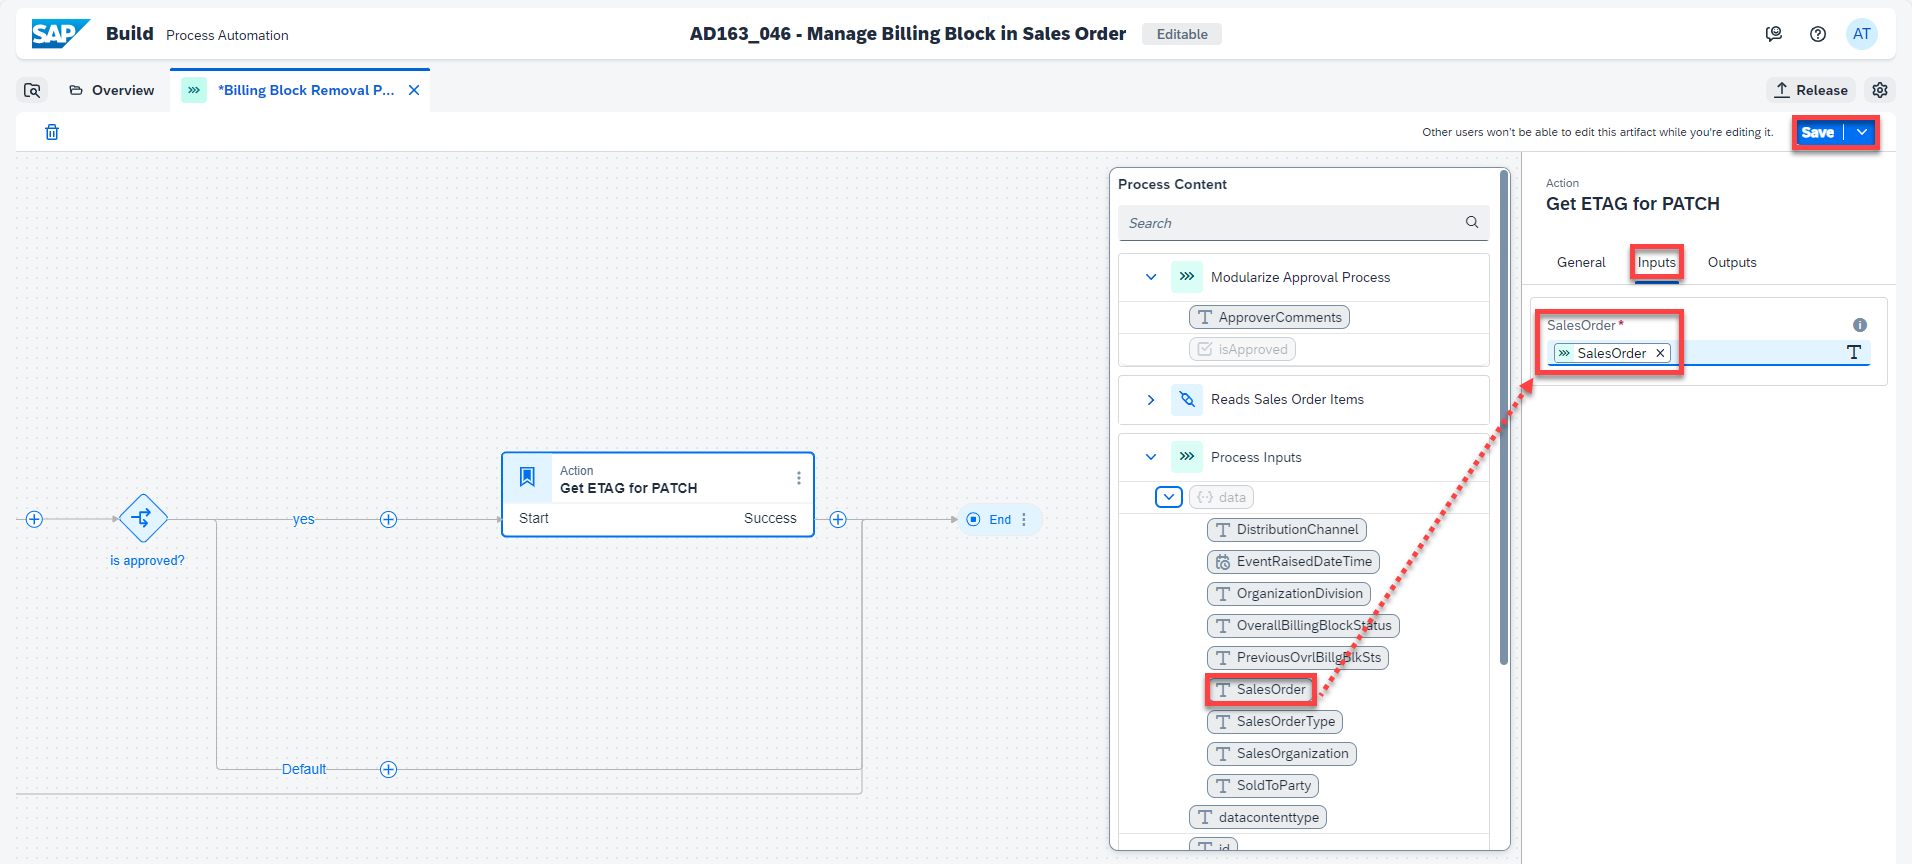 SAP Build Process Automation
AD163_046 - Manage Billing Block in Sales Order Editable
AT
Overview
*Billing Block Removal P...
Release
Other users won't be able to edit this artifact while you're editing it.
Save
yes
is approved?
Action
Get ETAG for PATCH
Start Success
End
Default
Process Content
Search
Modularize Approval Process
ApproverComments
isApproved
Reads Sales Order Items
Process Inputs
data
DistributionChannel
EventRaisedDateTime
OrganizationDivision
OverallBillingBlockStatus
PreviousOvrlBillgBlkSts
SalesOrder
SalesOrderType
SalesOrganization
SoldToParty
datacontenttype
id
Action
Get ETAG for PATCH
General Inputs Outputs
SalesOrder*
SalesOrder